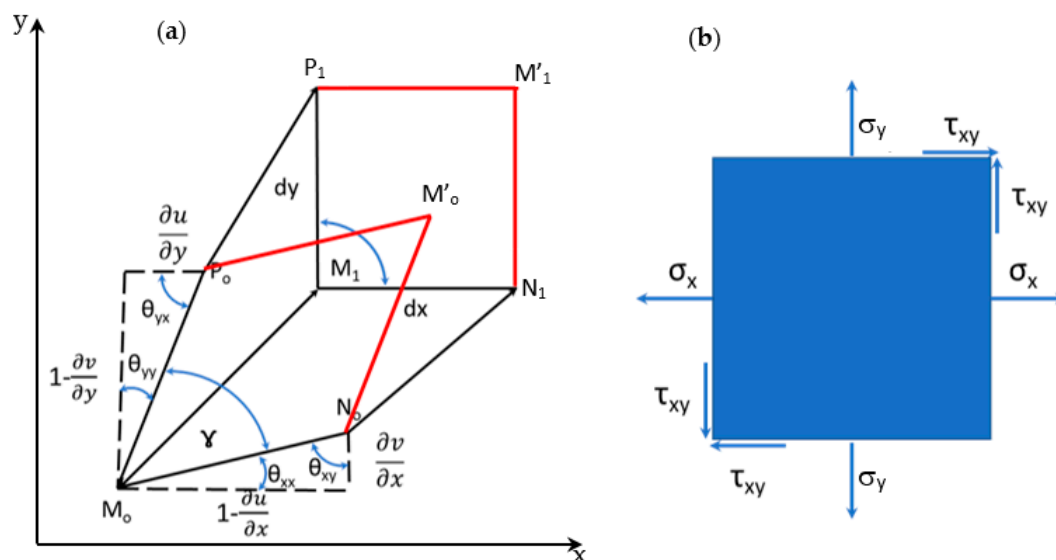 y
(a)
P₁
M’₁
dy
M’ₒ
∂u
∂y
Pₒ
M₁
N₁
dx
θyx
1-∂v
∂y
θyy
Nₒ
ɣ
θxx
θxy
∂v
∂x
Mₒ
1-∂u
∂x
x
(b)
σy
τxy
τxy
σx
σx
τxy
τxy
σy